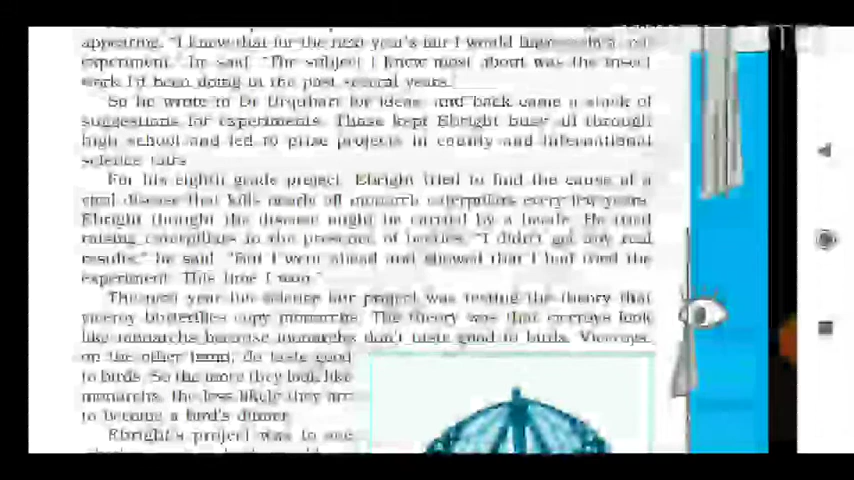 appearing. "I knew that for the next year's fair I would have to do a real
experiment," he said. "The subject I knew most about was the insect
work I'd been doing in the past several years."
So he wrote to Dr Urquhart for ideas, and back came a stack of
suggestions for experiments. Those kept Ebright busy all through
high school and led to prize projects in county and international
science fairs.
For his eighth grade project, Ebright tried to find the cause of a
viral disease that kills nearly all monarch caterpillars every few years.
Ebright thought the disease might be carried by a beetle. He tried
raising caterpillars in the presence of beetles. "I didn't get any real
results," he said. "But I went ahead and showed that I had tried the
experiment. This time I won."
The next year his science fair project was testing the theory that
viceroy butterflies copy monarchs. The theory was that viceroys look
like monarchs because monarchs don't taste good to birds. Viceroys,
on the other hand, do taste good
to birds. So the more they look like
monarchs, the less likely they are
to become a bird's dinner.
Ebright's project was to see